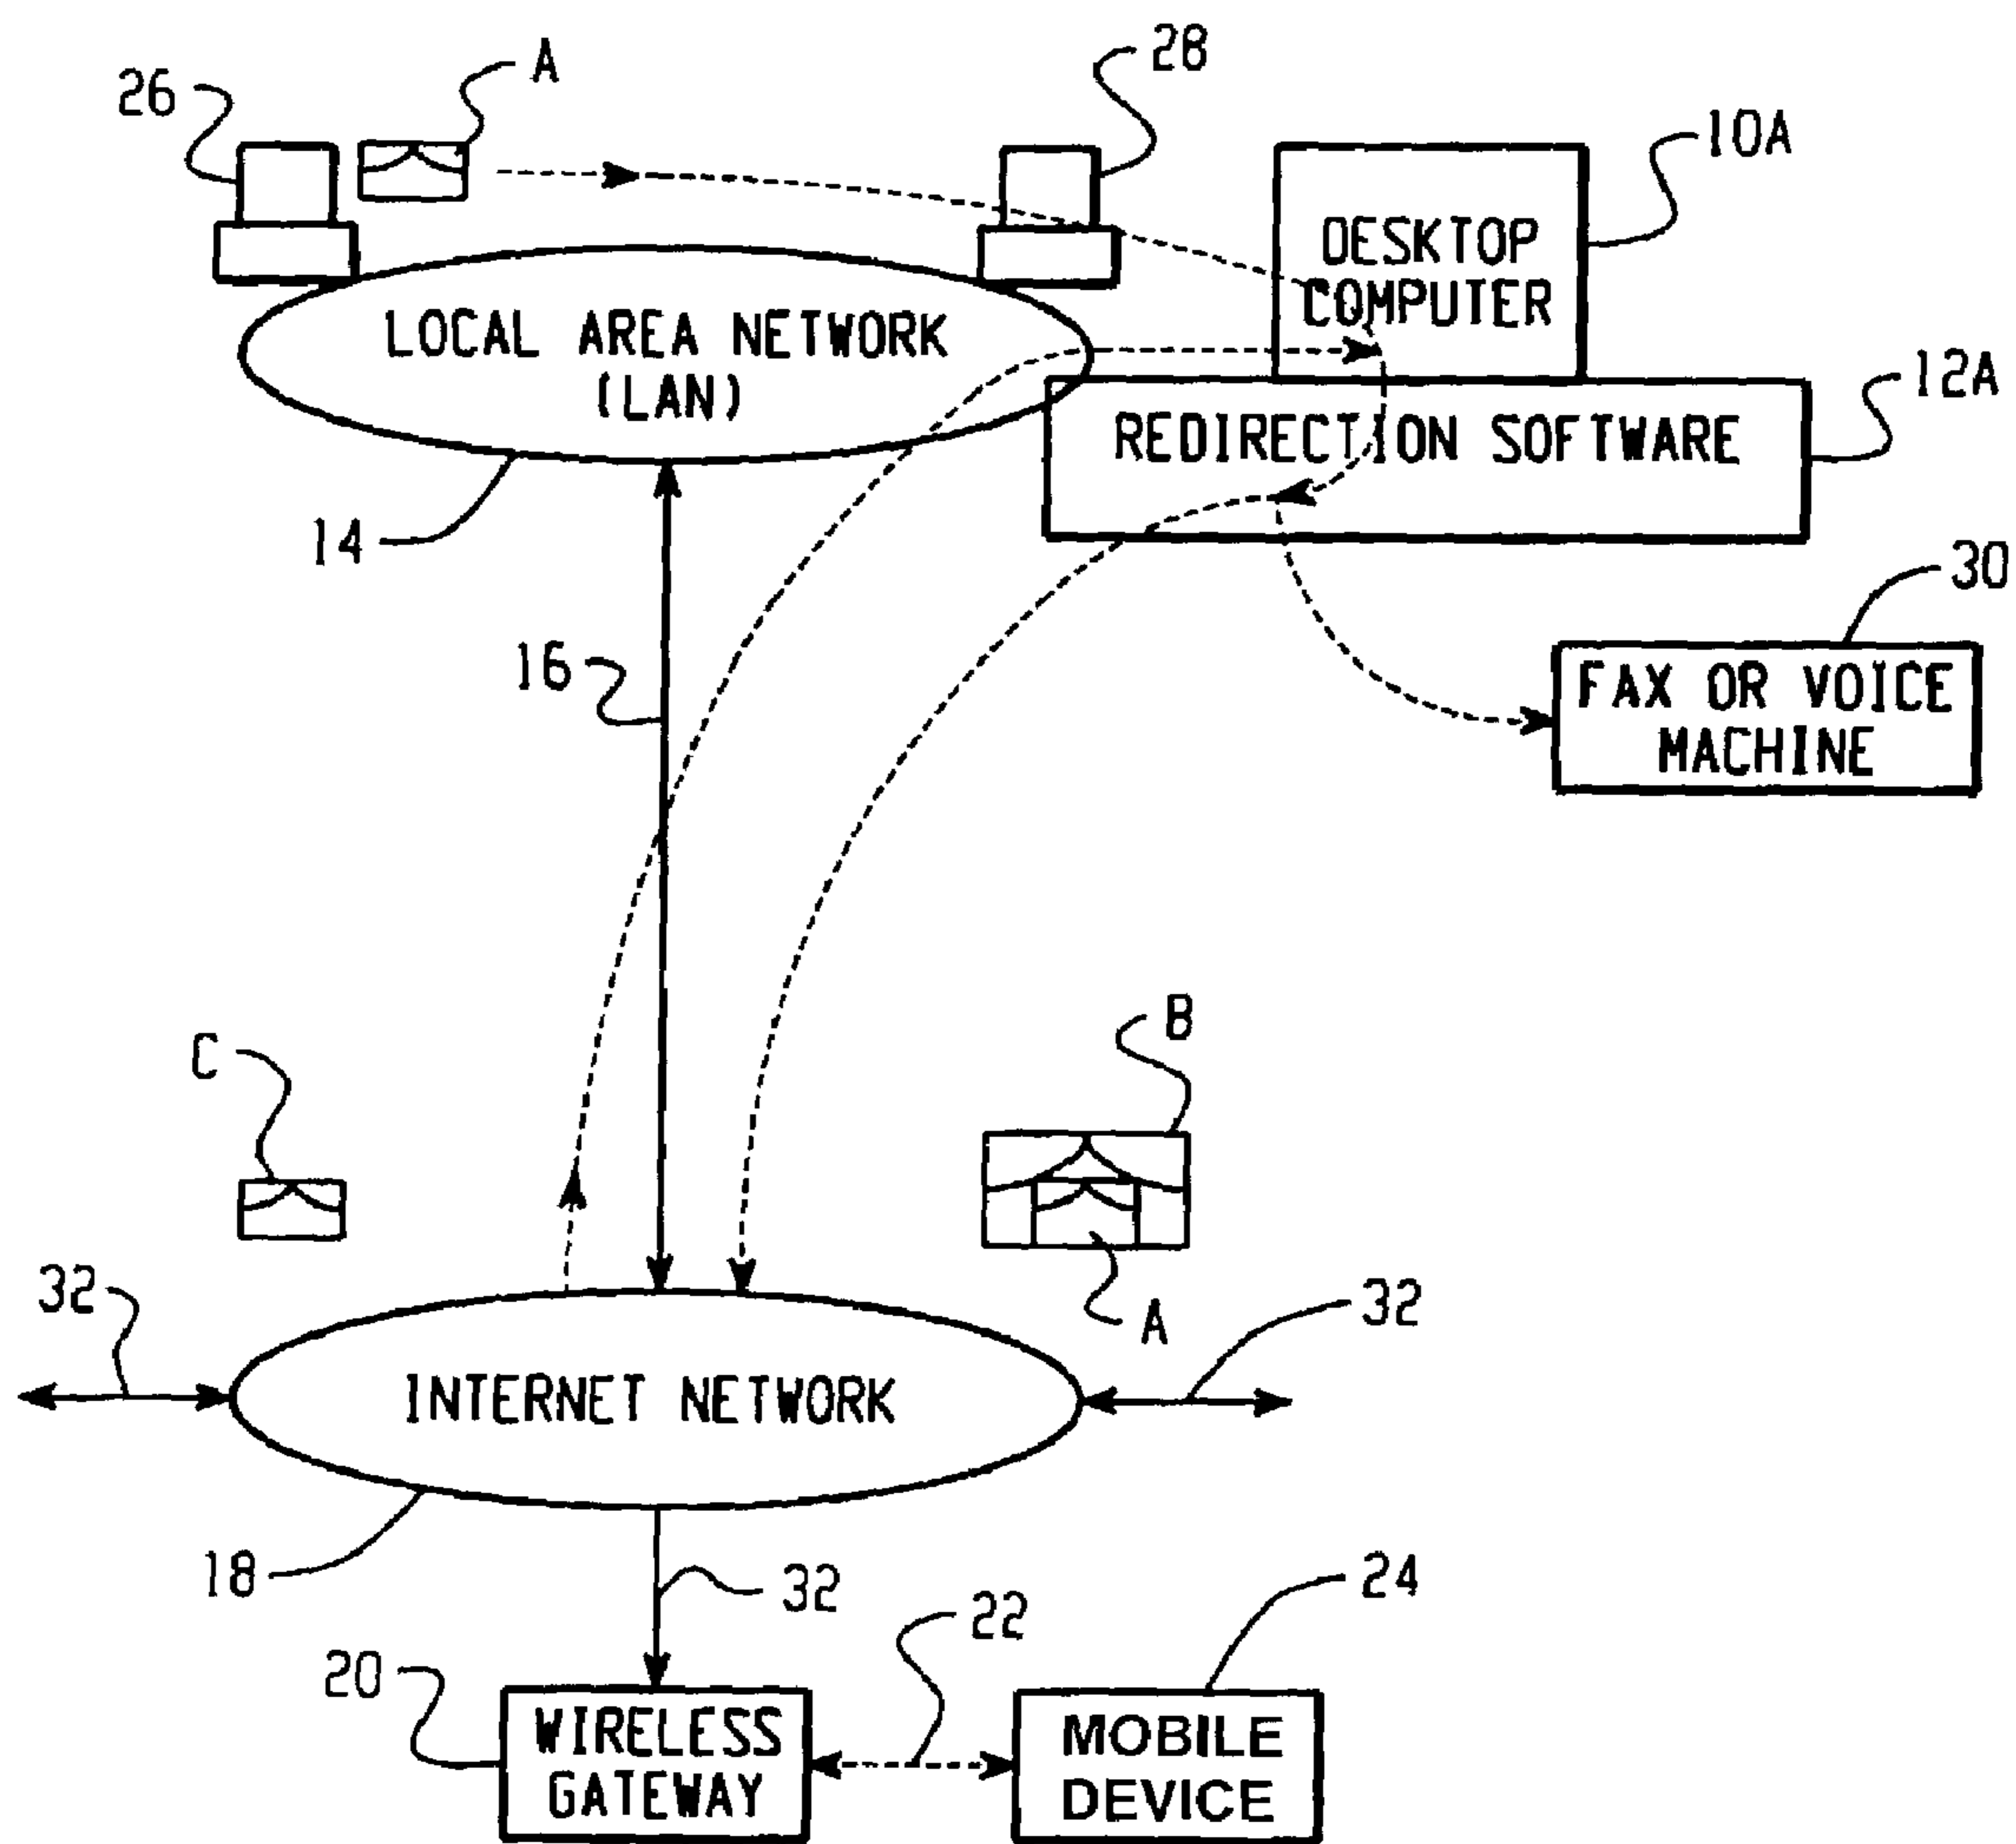 28
A
26
10A
DESKTOP
COMPUTER
LOCAL AREA NETWORK
(LAN)
12A
REDIRECTION SOFTWARE
14
30
16
FAX OR VOICE
MACHINE
B
C
32
A
32
INTERNET NETWORK
18
32
22
24
20
WIRELESS
GATEWAY
MOBILE
DEVICE